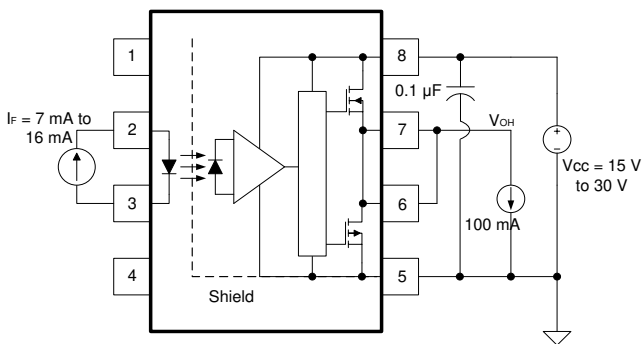 1
8
0.1 µF
IF = 7 mA to
16 mA
2
7
VOH
+
−
Vcc = 15 V
to 30 V
3
6
100 mA
4
5
Shield